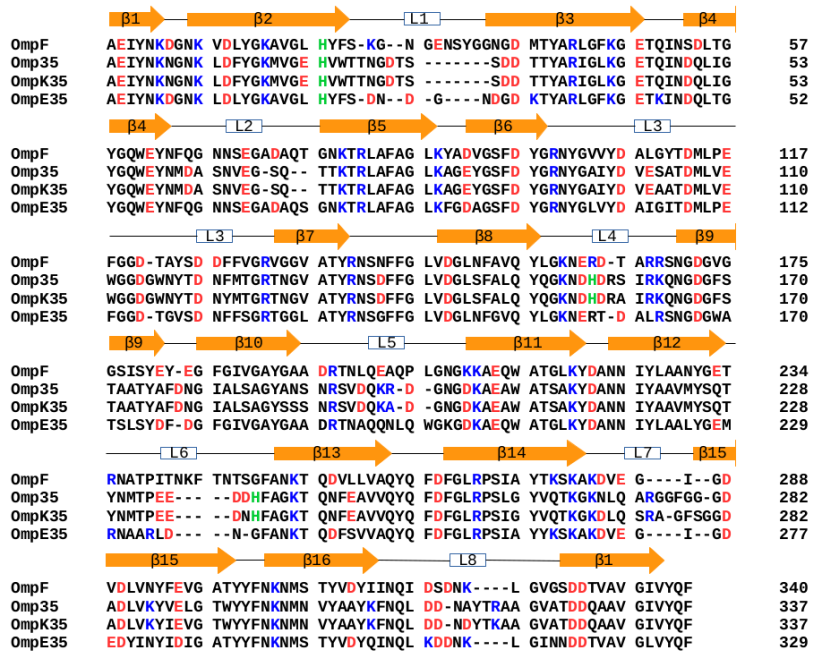 β1 β2 L1 β3 β4
OmpF AEIYNKDGNK VDLYGKAVGL HYFS-KG--N GENSYGGNGD MTYARLGFKG ETQINSDLTG 57
Omp35 AEIYNKNGNK LDFYGKMVGE HVWTTNGDTS -------SDD TTYARIGLKG ETQINDQLIG 53
OmpK35 AEIYNKNGNK LDFYGKMVGE HVWTTNGDTS -------SDD TTYARIGLKG ETQINDQLIG 53
OmpE35 AEIYNKDGNK LDLYGKAVGL HYFS-DN--D -G----NDGD KTYARIGFKG ETKINDQLTG 52
β4 L2 β5 β6 L3
OmpF YGQWEYNFQG NNSEGADAQT GNKTRLAFAG LKYADVGSFD YGRNYGVVYD ALGYTDMLPE 117
Omp35 YGQWEYNMDA SNVEG-SQ-- TTKTRLAFAG LKAGEYGSFD YGRNYGAIYD VESATDMLVE 110
OmpK35 YGQWEYNMDA SNVEG-SQ-- TTKTRLAFAG LKAGEYGSFD YGRNYGAIYD VEAATDMLVE 110
OmpE35 YGQWEYNFQG NNSEGADAQS GNKTRLAFAG LKFGDAGSFD YGRNYGLVYD AIGITDMLPE 112
L3 β7 β8 L4 β9
OmpF FGGD-TAYSD DFFVGRVGGV ATYRNSNFFG LVDGLNFAVQ YLGKNERD-T ARRSNGDGVG 175
Omp35 WGGDGWNYTD NFMTGRTNGV ATYRNSDFFG LVDGLSFALQ YQGKNDHDRS IRKQNGDGFS 170
OmpK35 WGGDGWNYTD NYMTGRTNGV ATYRNSDFFG LVDGLSFALQ YQGKNDHDRA IRKQNGDGFS 170
OmpE35 FGGD-TGVSD NFFSGRTGGL ATYRNSGFFG LVDGLNFGVQ YLGKNERT-D ALRSNGDGWA 170
β9 β10 L5 β11 β12
OmpF GSISYEY-EG FGIVGAYGAA DRTNLQEAQP LGNGKKAEQW ATGLKYDANN IYLAANYGET 234
Omp35 TAATYAFDNG IALSAGYANS NRSVDQKR-D -GNGDKAEAW ATSAKYDANN IYAAVMYSQT 228
OmpK35 TAATYAFDNG IALSAGYSSS NRSVDQKA-D -GNGDKAEAW ATSAKYDANN IYAAVMYSQT 228
OmpE35 TSLSYDF-DG FGIVGAYGAA DRTNAQQNLQ WGKGDKAEQW ATGLKYDANN IYLAALYGEM 229
L6 β13 β14 L7 β15
OmpF RNATPITNKF TNTSGFANKT QDVLLVAQYQ FDFGLRPSIA YTKSKAKDVE G----I--GD 288
Omp35 YNMTPEE--- --DDHFAGKT QNFEAVVQYQ FDFGLRPSLG YVQTKGKNLQ ARGGFGG-GD 282
OmpK35 YNMTPEE--- --DNHFAGKT QNFEAVVQYQ FDFGLRPSIG YVQTKGKDLQ SRA-GFSGGD 282
OmpE35 RNAARLD--- ---N-GFANKT QDFSVVAQYQ FDFGLRPSIA YYKSKAKDVE G----I--GD 277
β15 β16 L8 β1
OmpF VDLVNYFEVG ATYYFNKNMS TYVDYIINQI DSDNK----L GVGSDDTVAV GIVYQF 340
Omp35 ADLVKYVELG TWYYFNKNMN VYAAYKFNQL DD-NAYTRAA GVATDDQAAV GIVYQF 337
OmpK35 ADLVKYIEVG TWYYFNKNMN VYAAYKFNQL DD-NDYTKAA GVATDDQAAV GIVYQF 337
OmpE35 EDYINYIDIG ATYYFNKNMS TYVDYQINQL KDDNK----L GINNDDTVAV GLVYQF 329